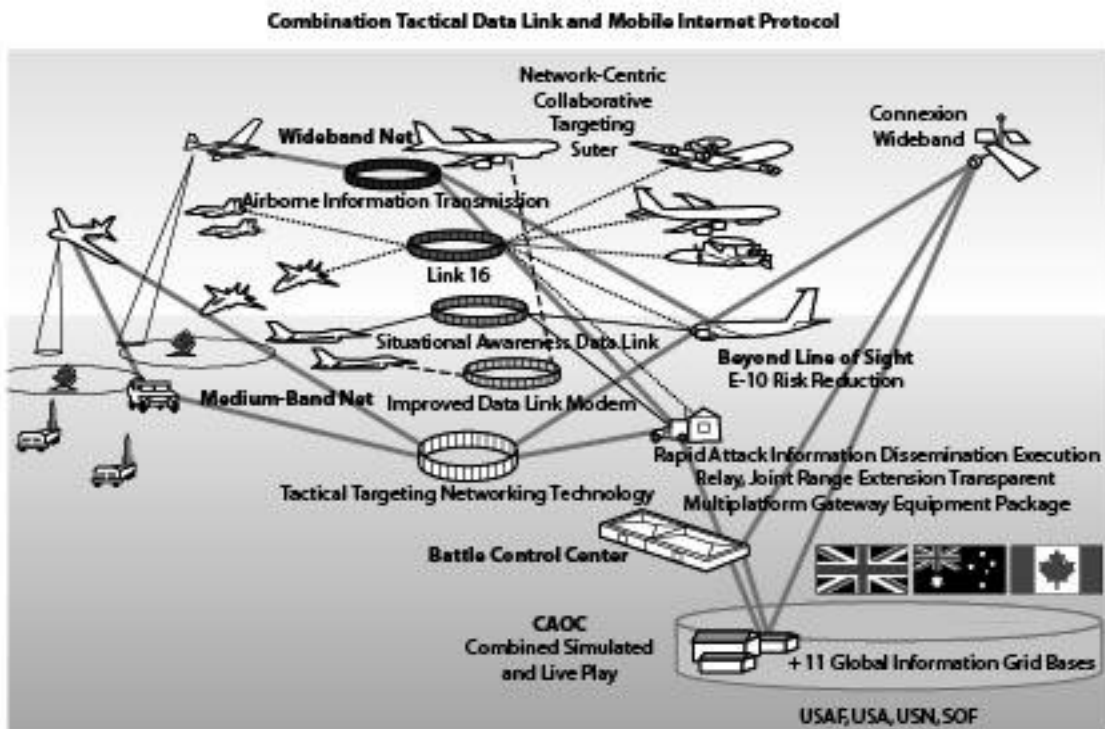 Combination Tactical Data Link and Mobile Internet Protocol
Network-Centric
Collaborative
Targeting
Suter
Connexion
Wideband
Wideband Net
Airborne Information Transmission
Link 16
Situational Awareness Data Link
Beyond Line of Sight
E-10 Risk Reduction
Medium-Band Net
Improved Data Link Modem
Rapid Attack Information Dissemination Execution
Relay, Joint Range Extension Transparent
Multiplatform Gateway Equipment Package
Tactical Targeting Networking Technology
Battle Control Center
CAOC
Combined Simulated
and Live Play
+ 11 Global Information Grid Bases
USAF, USA, USN, SOF